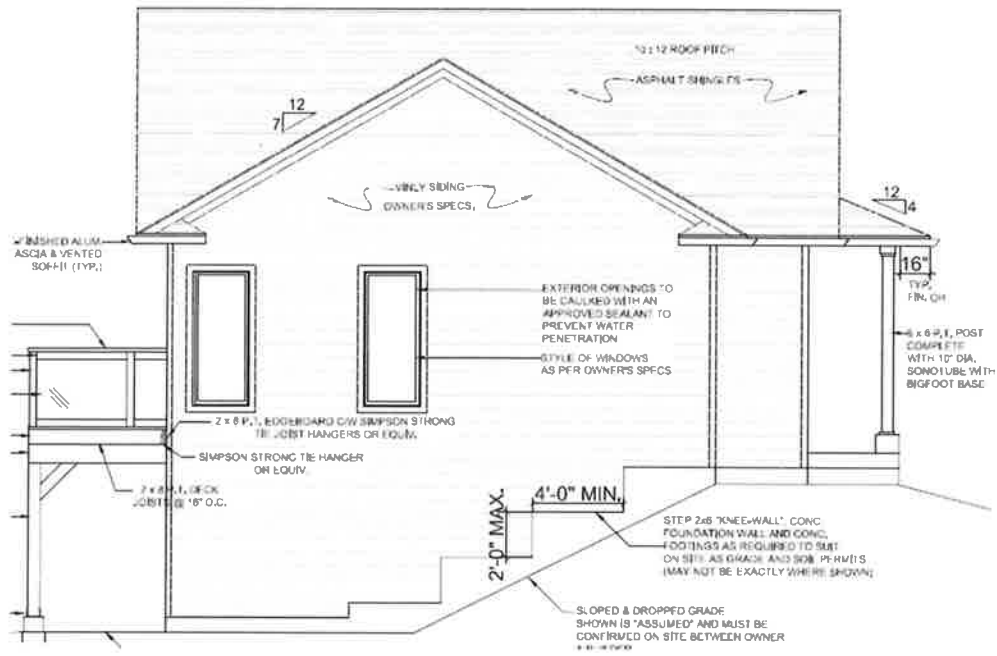 10 x 12 ROOF PITCH
ASPHALT SHINGLES
12
7
VINLY SIDING
OWNER'S SPECS.
12
4
FINISHED ALUM
ASCIA & VENTED
SOFFIT (TYP.)
16"
TYP.
FIN. OH
EXTERIOR OPENINGS TO
BE CAULKED WITH AN
APPROVED SEALANT TO
PREVENT WATER
PENETRATION
STYLE OF WINDOWS
AS PER OWNER'S SPECS
6 x 6 P.T. POST
COMPLETE
WITH 10" DIA.
SONOTUBE WITH
BIGFOOT BASE
2 x 8 P.T. EDGEBOARD C/W SIMPSON STRONG
TIE JOIST HANGERS OR EQUIV.
SIMPSON STRONG TIE HANGER
OR EQUIV.
2 x 8 P.T. DECK
JOISTS @ 16" O.C.
4'-0" MIN.
2'-0" MAX.
STEP 2x6 "KNEE-WALL", CONC
FOUNDATION WALL AND CONC.
FOOTINGS AS REQUIRED TO SUIT
ON SITE AS GRADE AND SOIL PERMITS
(MAY NOT BE EXACTLY WHERE SHOWN)
SLOPED & DROPPED GRADE
SHOWN IS "ASSUMED" AND MUST BE
CONFIRMED ON SITE BETWEEN OWNER